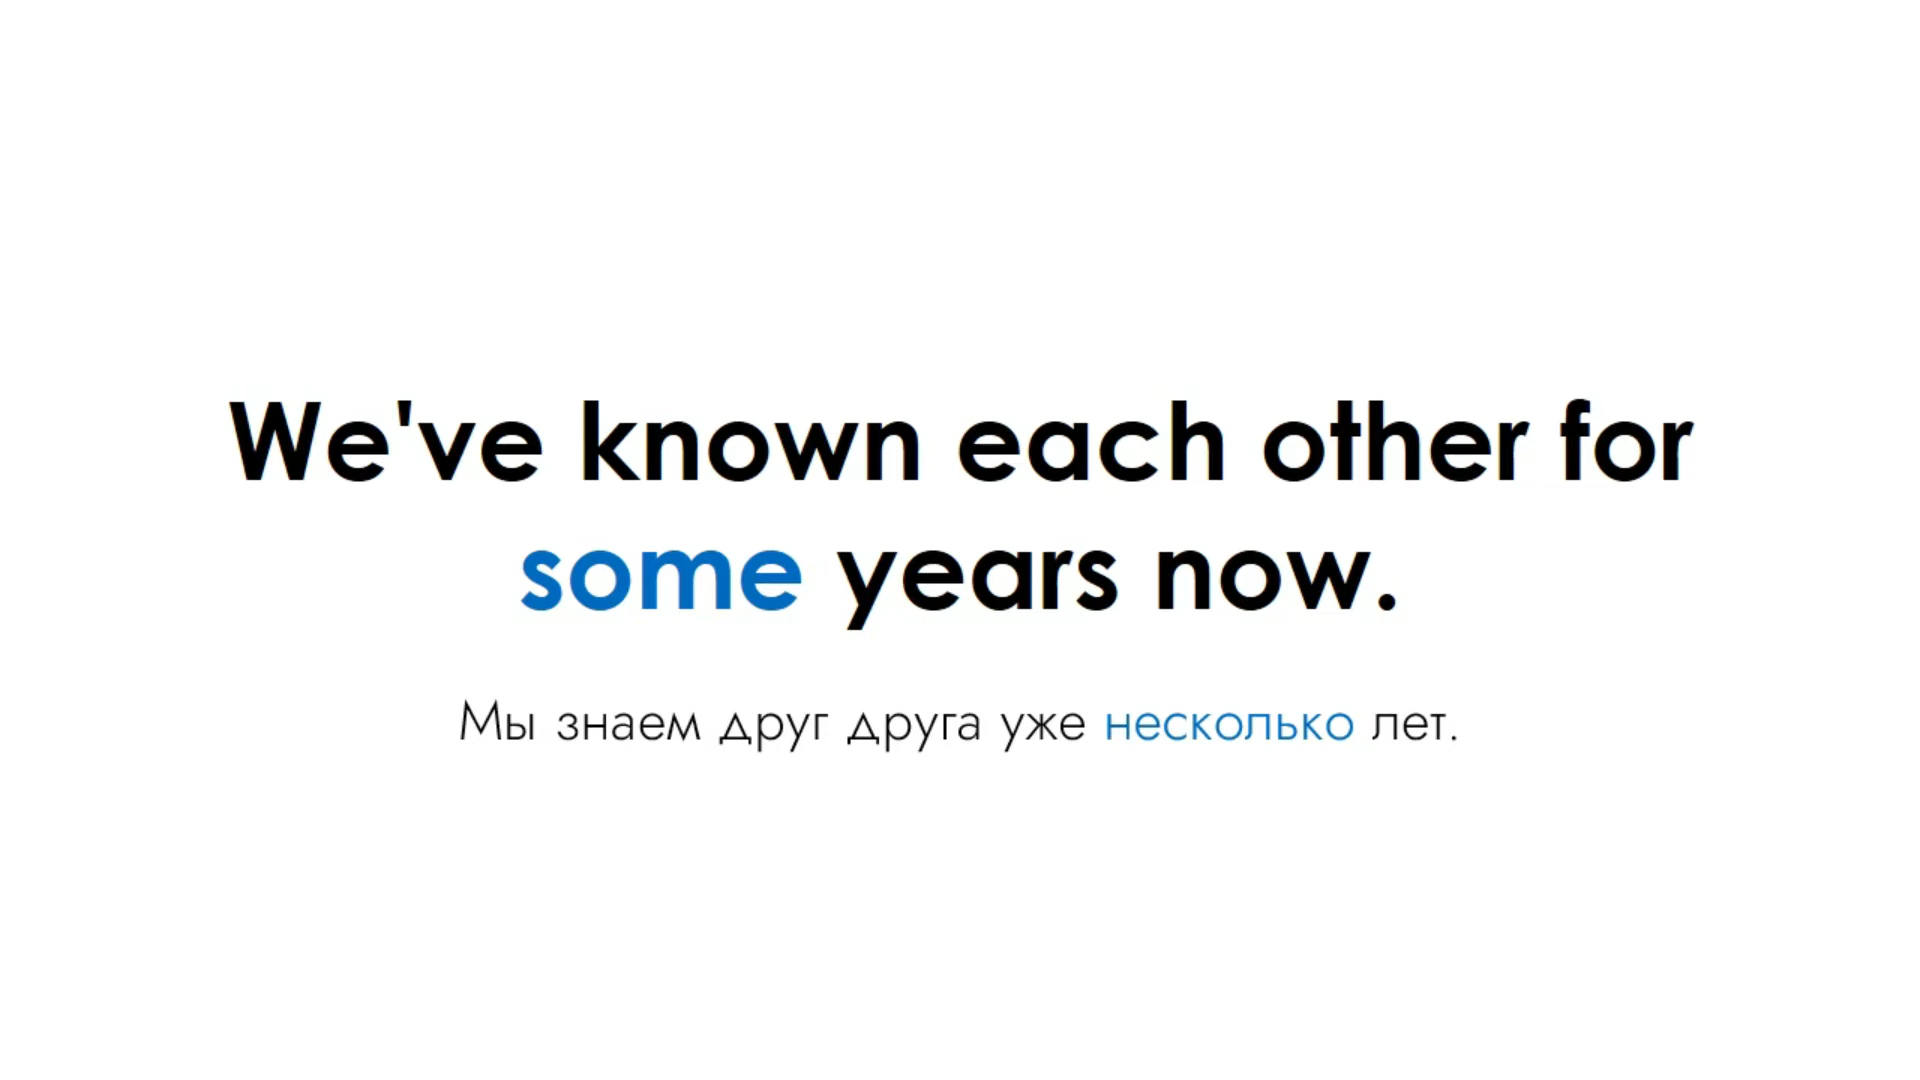 We've known each other for
some years now.
Мы знаем друг друга уже несколько лет.